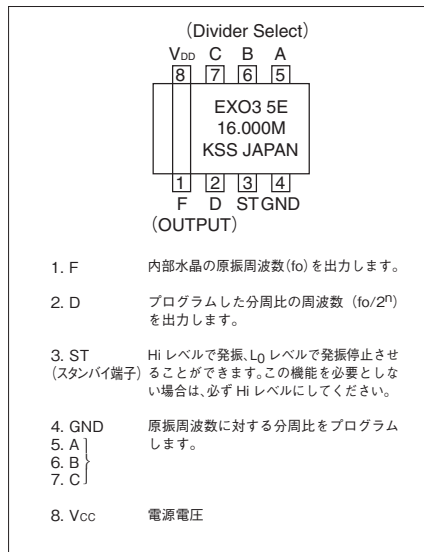 (Divider Select)
VDD C B A
8 7 6 5
EXO3 5E
16.000M
KSS JAPAN
1 2 3 4
F D ST GND
(OUTPUT)
1. F 内部水晶の原振周波数(fo)を出力します。
2. D プログラムした分周比の周波数 (fo/2ⁿ)
を出力します。
3. ST Hi レベルで発振、L0 レベルで発振停止させ
(スタンバイ端子) ることができます。この機能を必要としな
い場合は、必ず Hi レベルにしてください。
4. GND 原振周波数に対する分周比をプログラム
5. A します。
6. B
7. C
8. Vcc 電源電圧